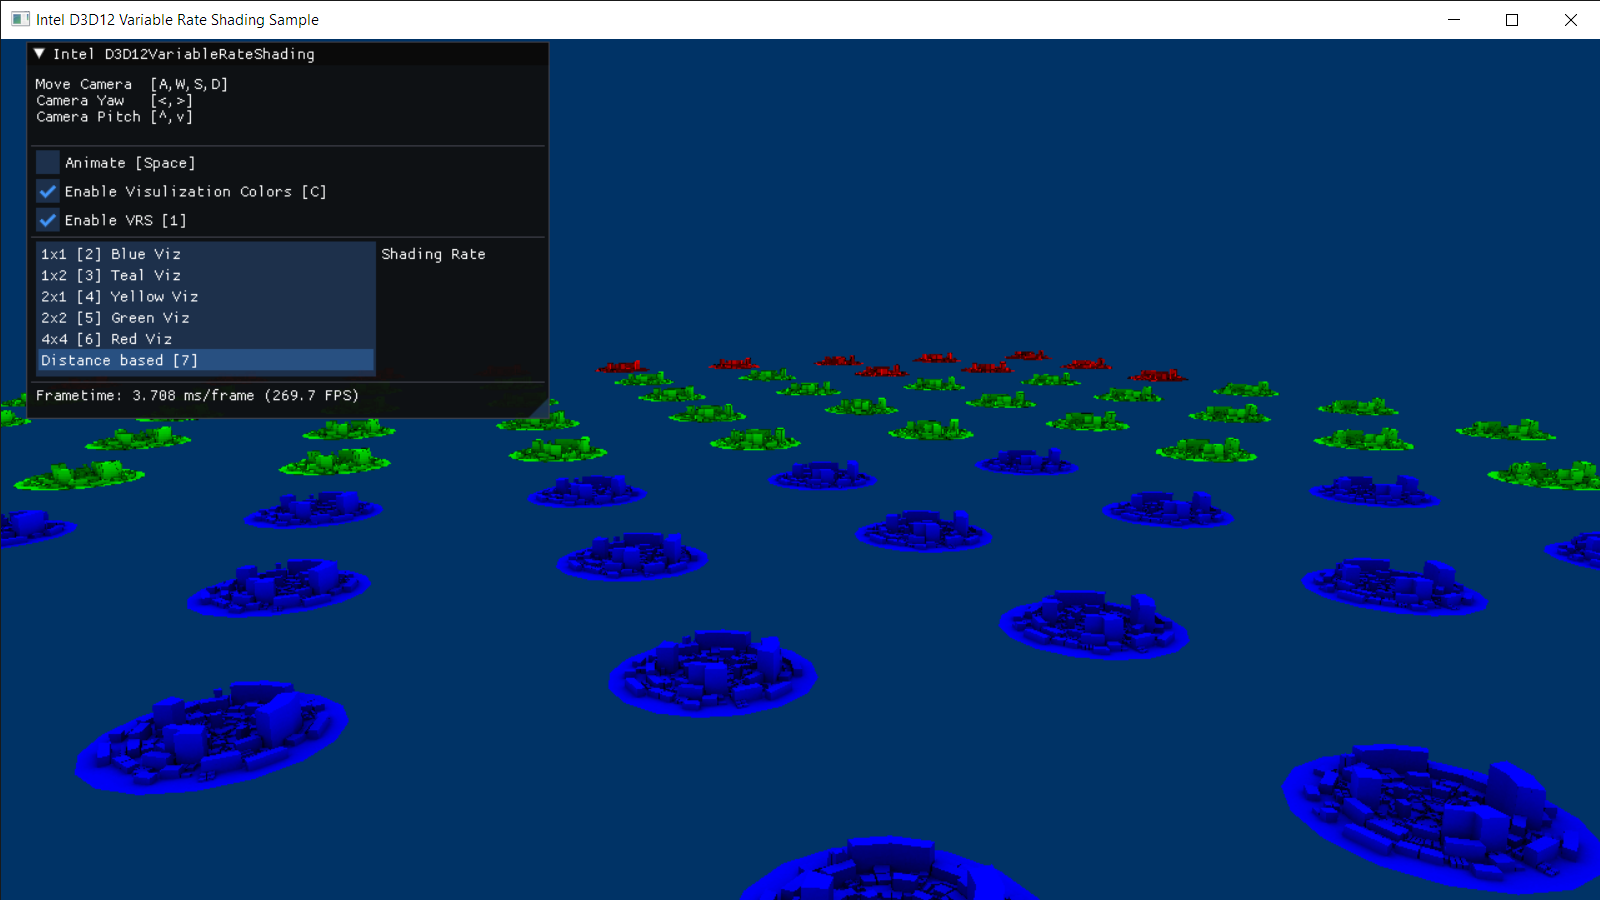 Intel D3D12 Variable Rate Shading Sample
Intel D3D12VariableRateShading
Move Camera [A,W,S,D]
Camera Yaw [<,>]
Camera Pitch [^,v]
Animate [Space]
Enable Visulization Colors [C]
Enable VRS [1]
1x1 [2] Blue Viz
Shading Rate
1x2 [3] Teal Viz
2x1 [4] Yellow Viz
2x2 [5] Green Viz
4x4 [6] Red Viz
Distance based [7]
Frametime: 3.708 ms/frame (269.7 FPS)